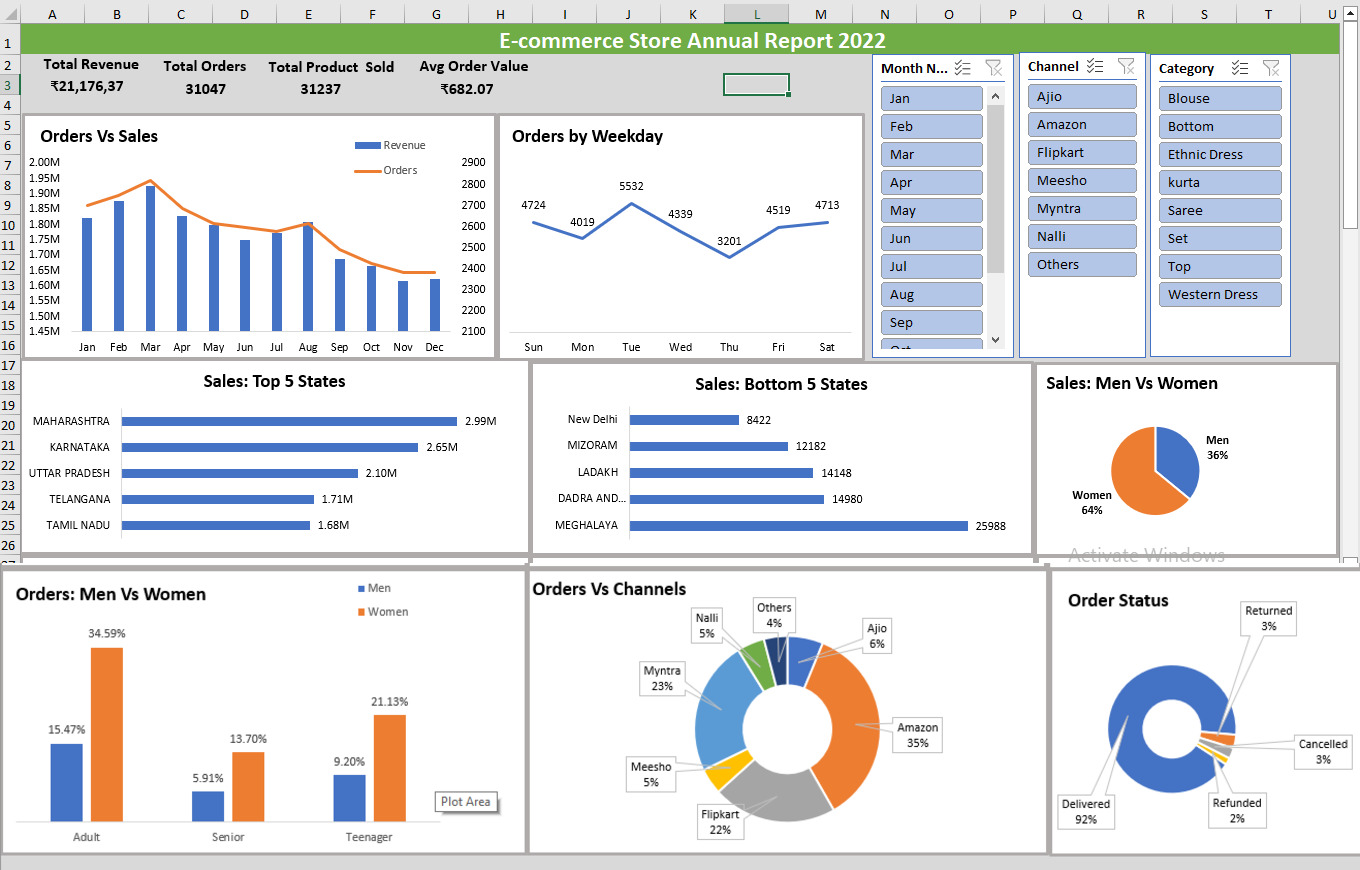 A B C D E F G H I J K L M N O P Q R S T U
1
2
3
4
5
6
7
8
9
10
11
12
13
14
15
16
17
18
19
20
21
22
23
24
25
26
E-commerce Store Annual Report 2022
Total Revenue Total Orders Total Product Sold Avg Order Value
₹21,176,37 31047 31237 ₹682.07
Month N...
Jan
Feb
Mar
Apr
May
Jun
Jul
Aug
Sep
Oct
Channel
Ajio
Amazon
Flipkart
Meesho
Myntra
Nalli
Others
Category
Blouse
Bottom
Ethnic Dress
kurta
Saree
Set
Top
Western Dress
Orders Vs Sales
Revenue
Orders
2.00M
1.95M
1.90M
1.85M
1.80M
1.75M
1.70M
1.65M
1.60M
1.55M
1.50M
1.45M
2900
2800
2700
2600
2500
2400
2300
2200
2100
Jan Feb Mar Apr May Jun Jul Aug Sep Oct Nov Dec
Orders by Weekday
4724 4019 5532 4339 3201 4519 4713
Sun Mon Tue Wed Thu Fri Sat
Sales: Top 5 States
MAHARASHTRA 2.99M
KARNATAKA 2.65M
UTTAR PRADESH 2.10M
TELANGANA 1.71M
TAMIL NADU 1.68M
Sales: Bottom 5 States
New Delhi 8422
MIZORAM 12182
LADAKH 14148
DADRA AND... 14980
MEGHALAYA 25988
Sales: Men Vs Women
Men
36%
Women
64%
Activate Windows
Orders: Men Vs Women
Men
Women
15.47% 34.59%
5.91% 13.70%
9.20% 21.13%
Adult Senior Teenager
Plot Area
Orders Vs Channels
Others
4%
Nalli
5%
Ajio
6%
Myntra
23%
Amazon
35%
Meesho
5%
Flipkart
22%
Order Status
Returned
3%
Cancelled
3%
Delivered
92%
Refunded
2%